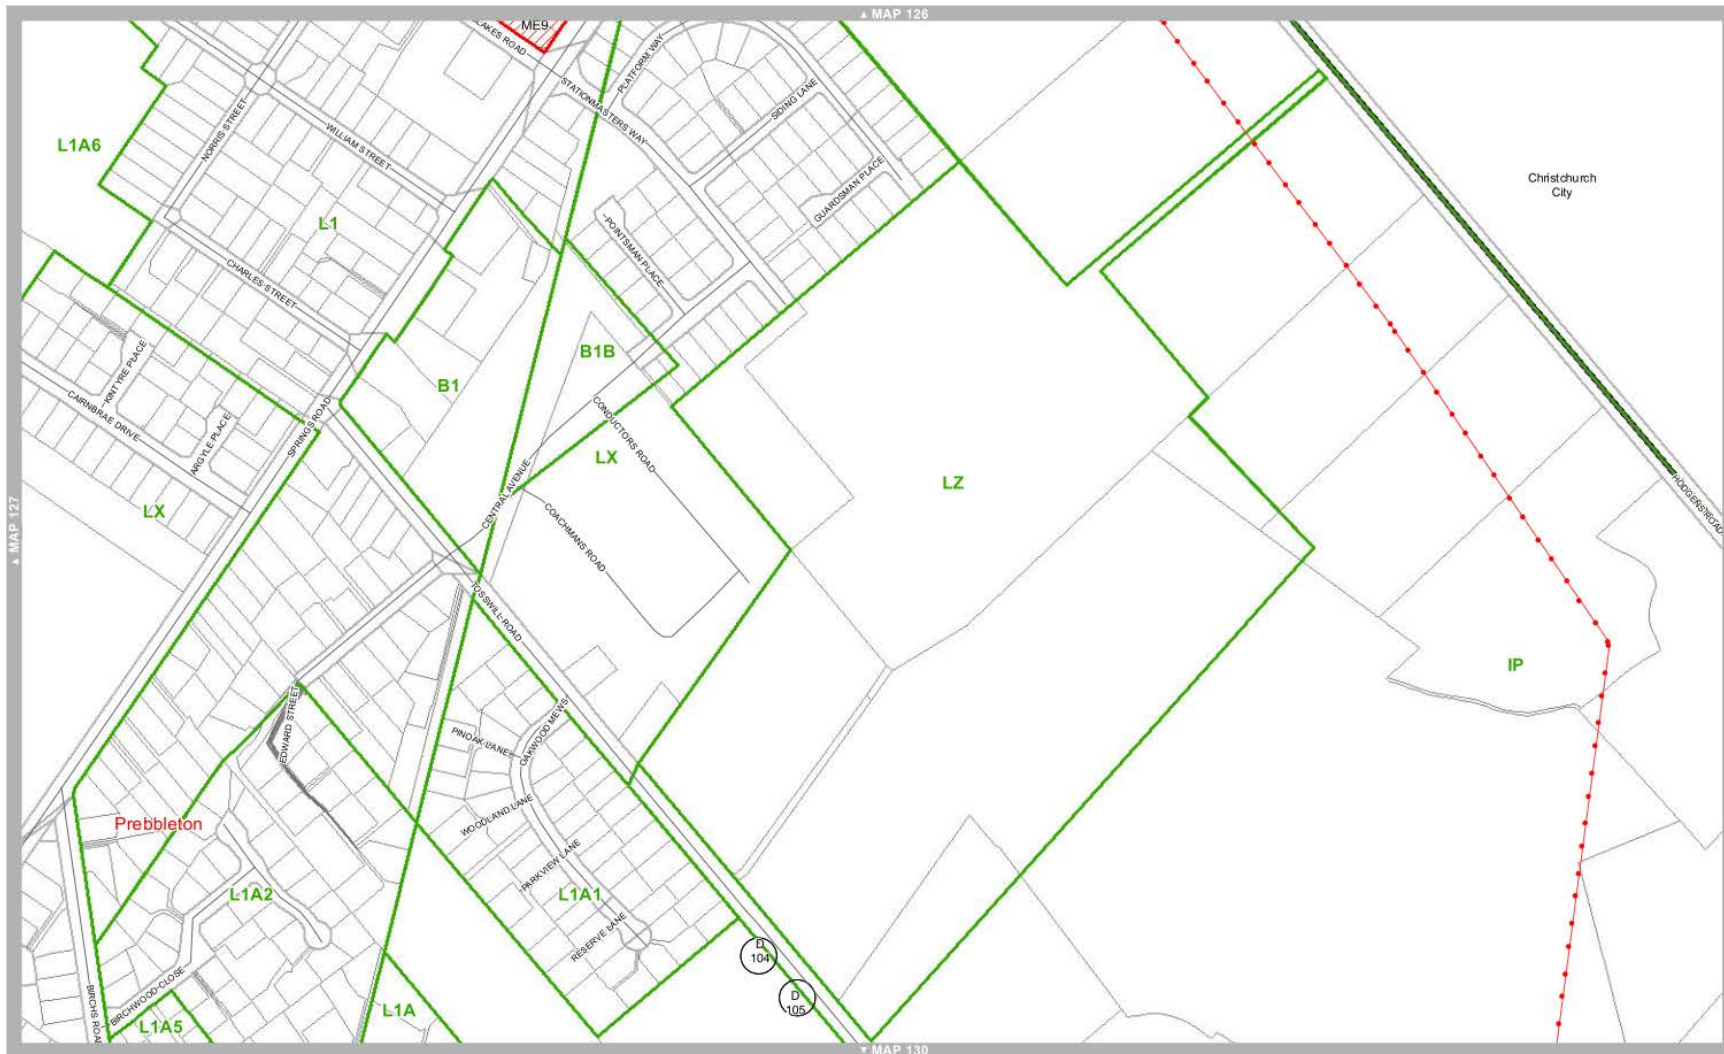 ▲ MAP 126
ME9
LAKES ROAD
PLATFORM WAY
STATIONMASTERS WAY
SIDING LANE
NORRIS STREET
WILLIAM STREET
L1A6
GUARDSMAN PLACE
Christchurch
City
L1
POINTSMAN PLACE
CHARLES STREET
KINTYRE PLACE
B1B
B1
CAIRNBRAE DRIVE
ARGYLE PLACE
SPRINGS ROAD
CONDUCTORS ROAD
LX
LX
LZ
CENTRAL AVENUE
HODGENS ROAD
▲ MAP 127
COACHMANS ROAD
TOSSWILL ROAD
IP
EDWARD STREET
PINOAK LANE
OAKWOOD MEWS
WOODLAND LANE
Prebbleton
PARKVIEW LANE
L1A2
L1A1
RESERVE LANE
D
104
D
105
BIRCHWOOD CLOSE
BIRCHS ROAD
L1A
L1A5
▼ MAP 130